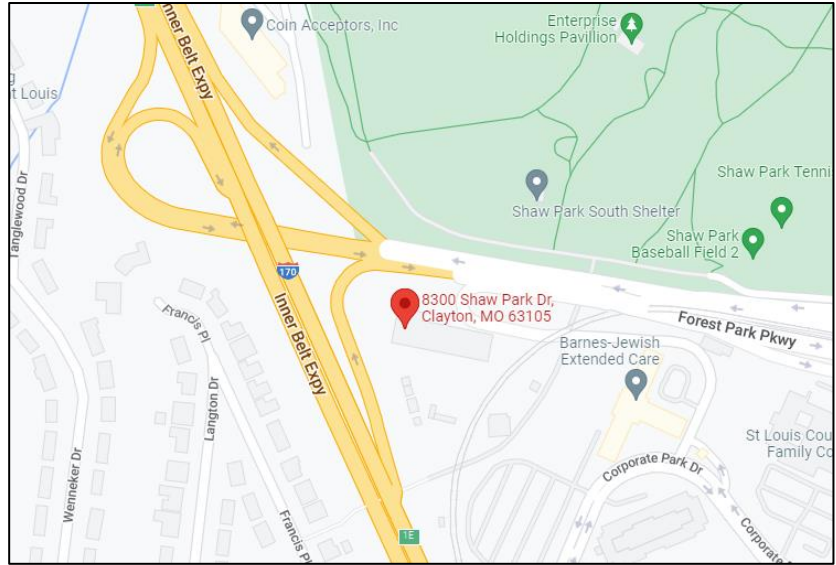 Inner Belt Expy
Coin Acceptors, Inc
Enterprise
Holdings Pavilion
t Louis
Tanglewood Dr
Shaw Park Tenni
Shaw Park South Shelter
Shaw Park
Baseball Field 2
170
Inner Belt Expy
8300 Shaw Park Dr,
Clayton, MO 63105
Forest Park Pkwy
Francis Pl
Barnes-Jewish
Extended Care
Langton Dr
Wenneker Dr
St Louis Cou
Family Co
Corporate Park Dr
Corporate
Francis Pl
1E